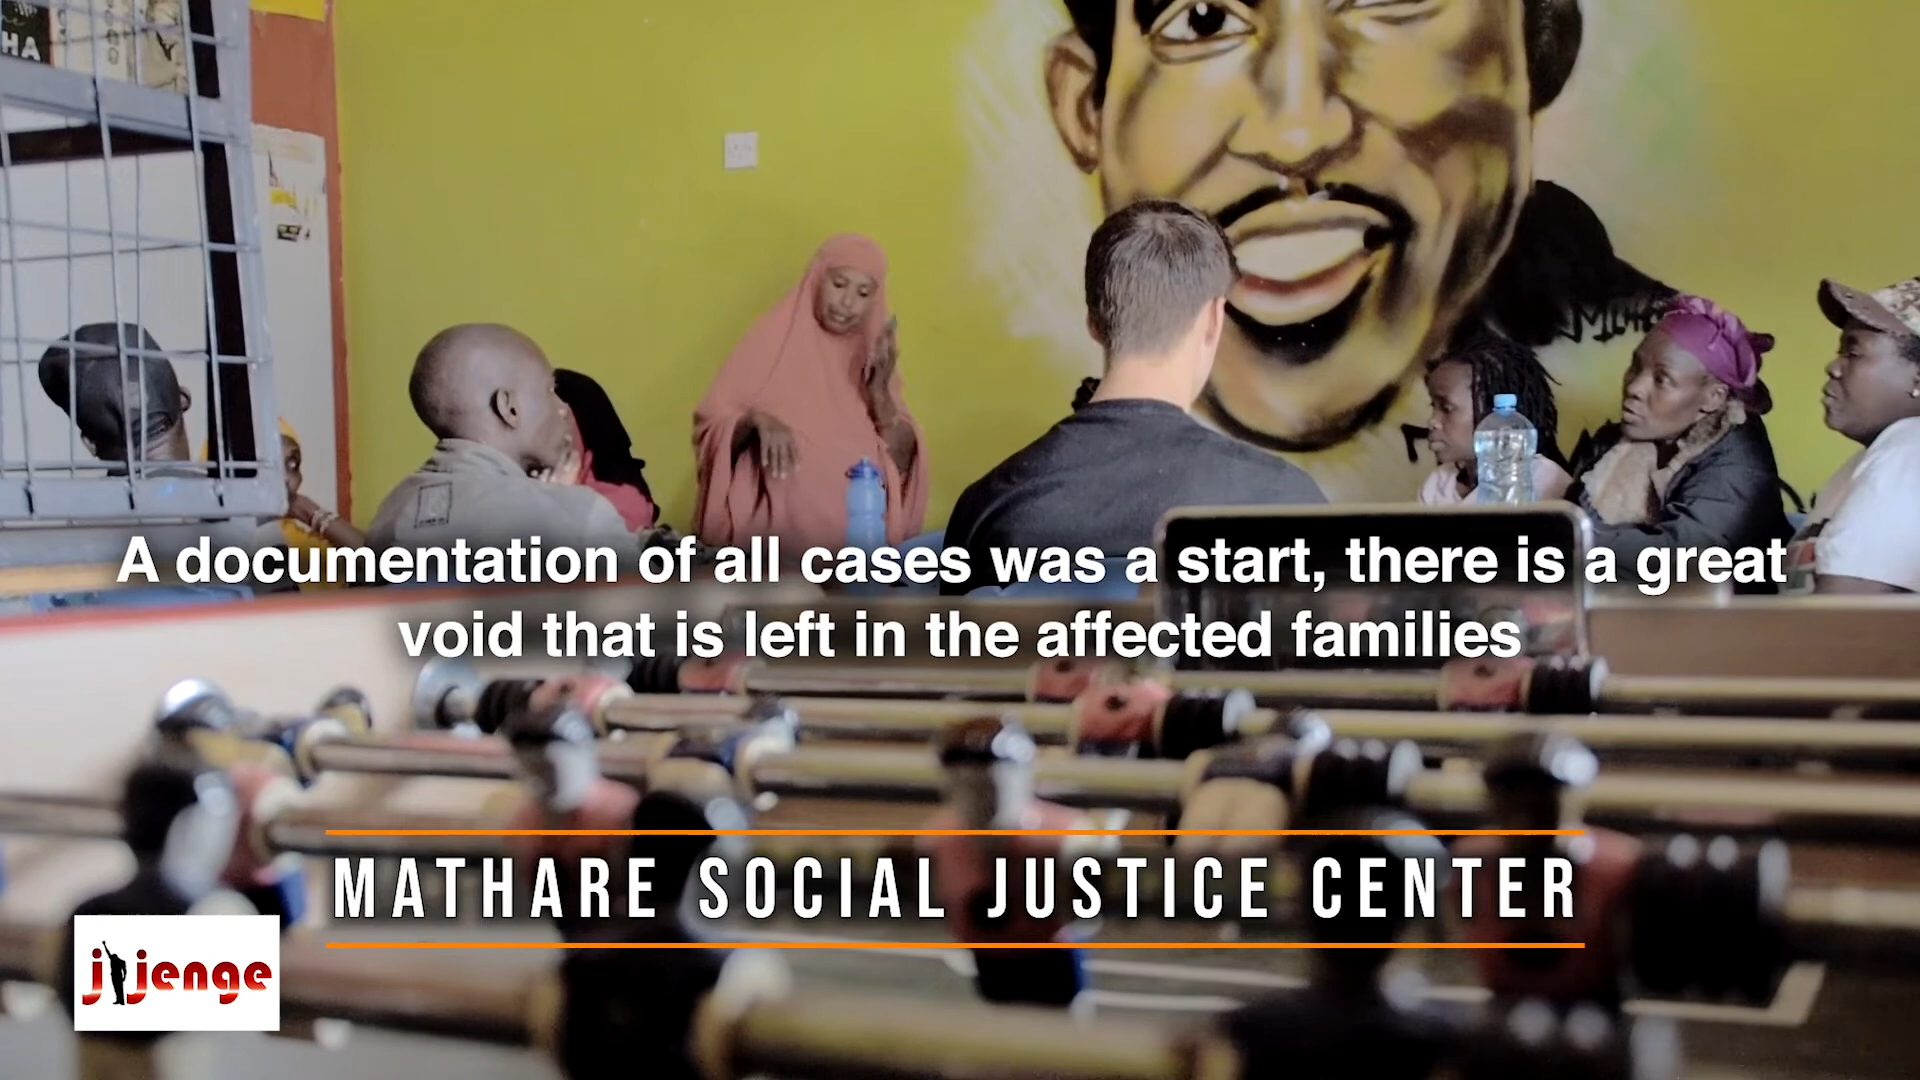 HA
A documentation of all cases was a start, there is a great
void that is left in the affected families
MATHARE SOCIAL JUSTICE CENTER
jijenge